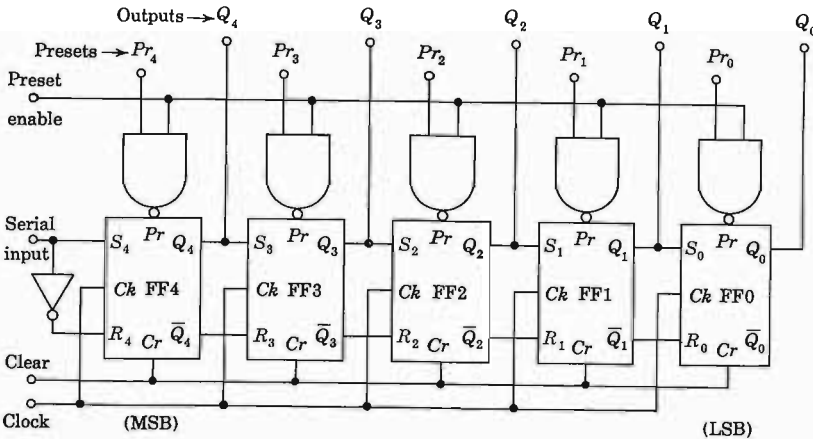 Outputs → Q₄ Q₃ Q₂ Q₁ Q₀
Presets → Pr₄ Pr₃ Pr₂ Pr₁ Pr₀
Preset
enable
Serial
input
S₄ Pr Q₄ S₃ Pr Q₃ S₂ Pr Q₂ S₁ Pr Q₁ S₀ Pr Q₀
Ck FF4 Ck FF3 Ck FF2 Ck FF1 Ck FF0
R₄ Cr Q̅₄ R₃ Cr Q̅₃ R₂ Cr Q̅₂ R₁ Cr Q̅₁ R₀ Cr Q̅₀
Clear
Clock
(MSB) (LSB)